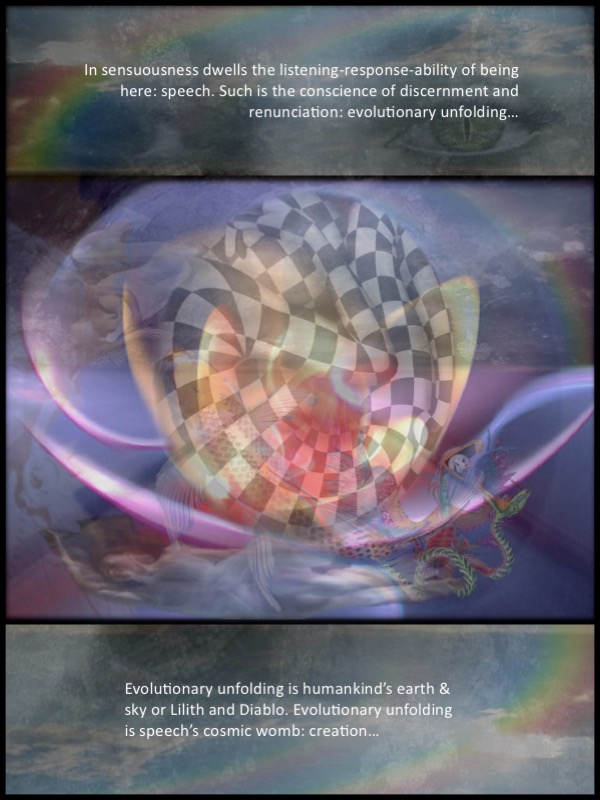 In sensuousness dwells the listening-response-ability of being
here: speech. Such is the conscience of discernment and
renunciation: evolutionary unfolding...
Evolutionary unfolding is humankind's earth &
sky or Lilith and Diablo. Evolutionary unfolding
is speech's cosmic womb: creation...